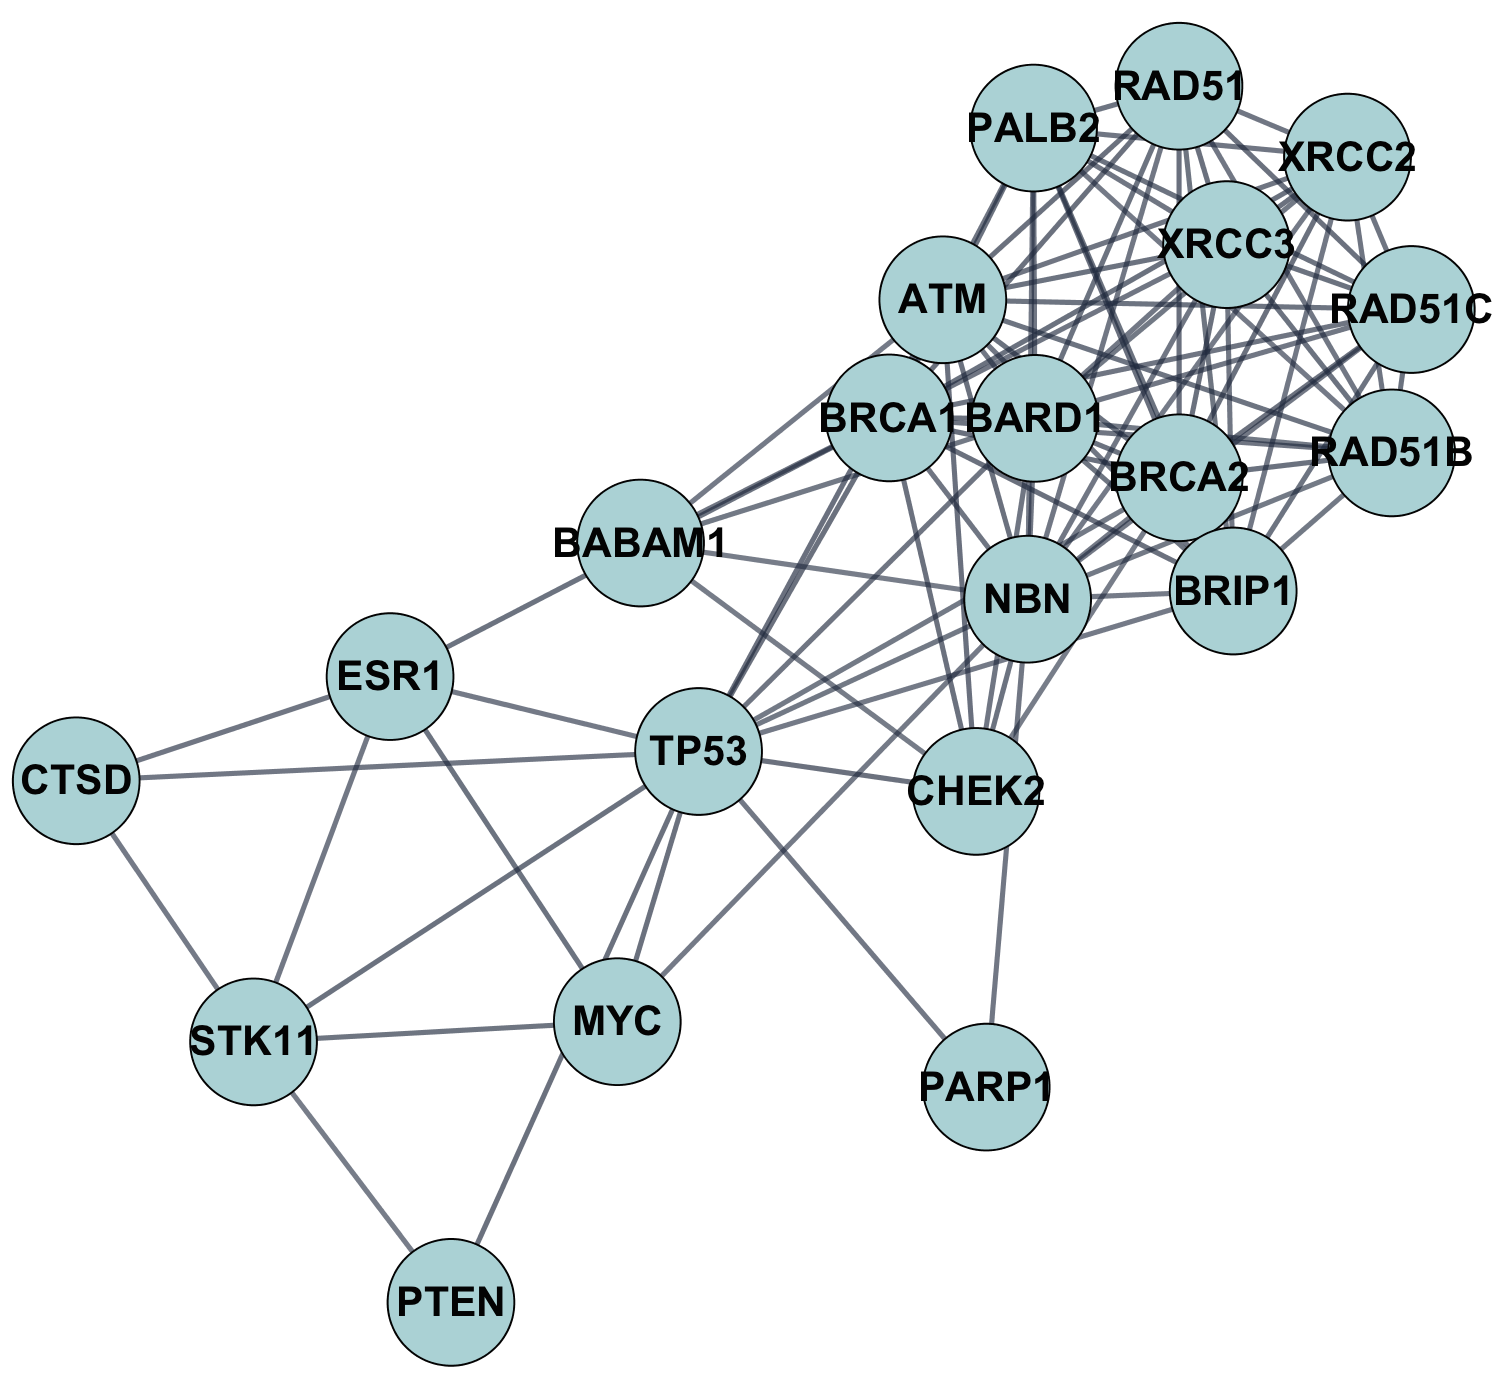 RAD51
PALB2
XRCC2
XRCC3
ATM
RAD51C
BRCA1
BARD1
RAD51B
BRCA2
BABAM1
BRIP1
NBN
ESR1
TP53
CTSD
CHEK2
MYC
STK11
PARP1
PTEN